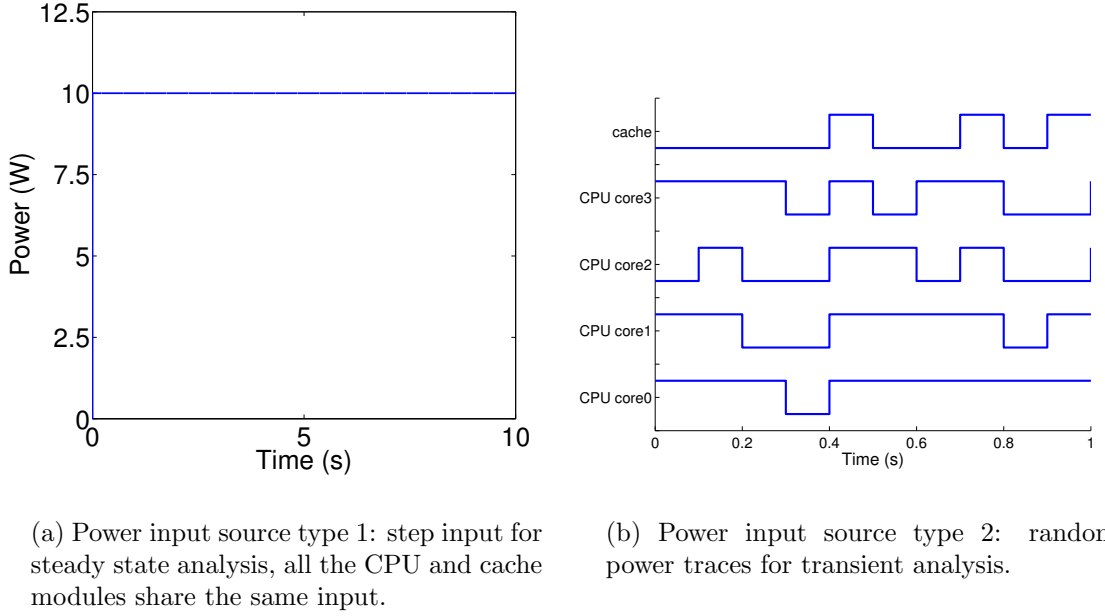 12.5
10
7.5
5
2.5
0
Power (W)
0
5
10
Time (s)
cache
CPU core3
CPU core2
CPU core1
CPU core0
0
0.2
0.4
0.6
0.8
1
Time (s)
(a) Power input source type 1: step input for
steady state analysis, all the CPU and cache
modules share the same input.
(b) Power input source type 2: random
power traces for transient analysis.